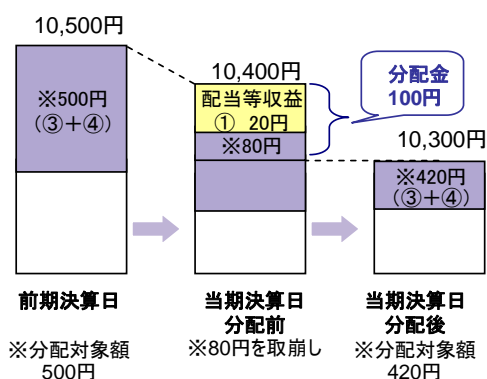 10,500円
※500円
(③+④)
10,400円
配当等収益
① 20円
※80円
分配金
100円
10,300円
※420円
(③+④)
前期決算日
※分配対象額
500円
当期決算日
分配前
※80円を取崩し
当期決算日
分配後
※分配対象額
420円